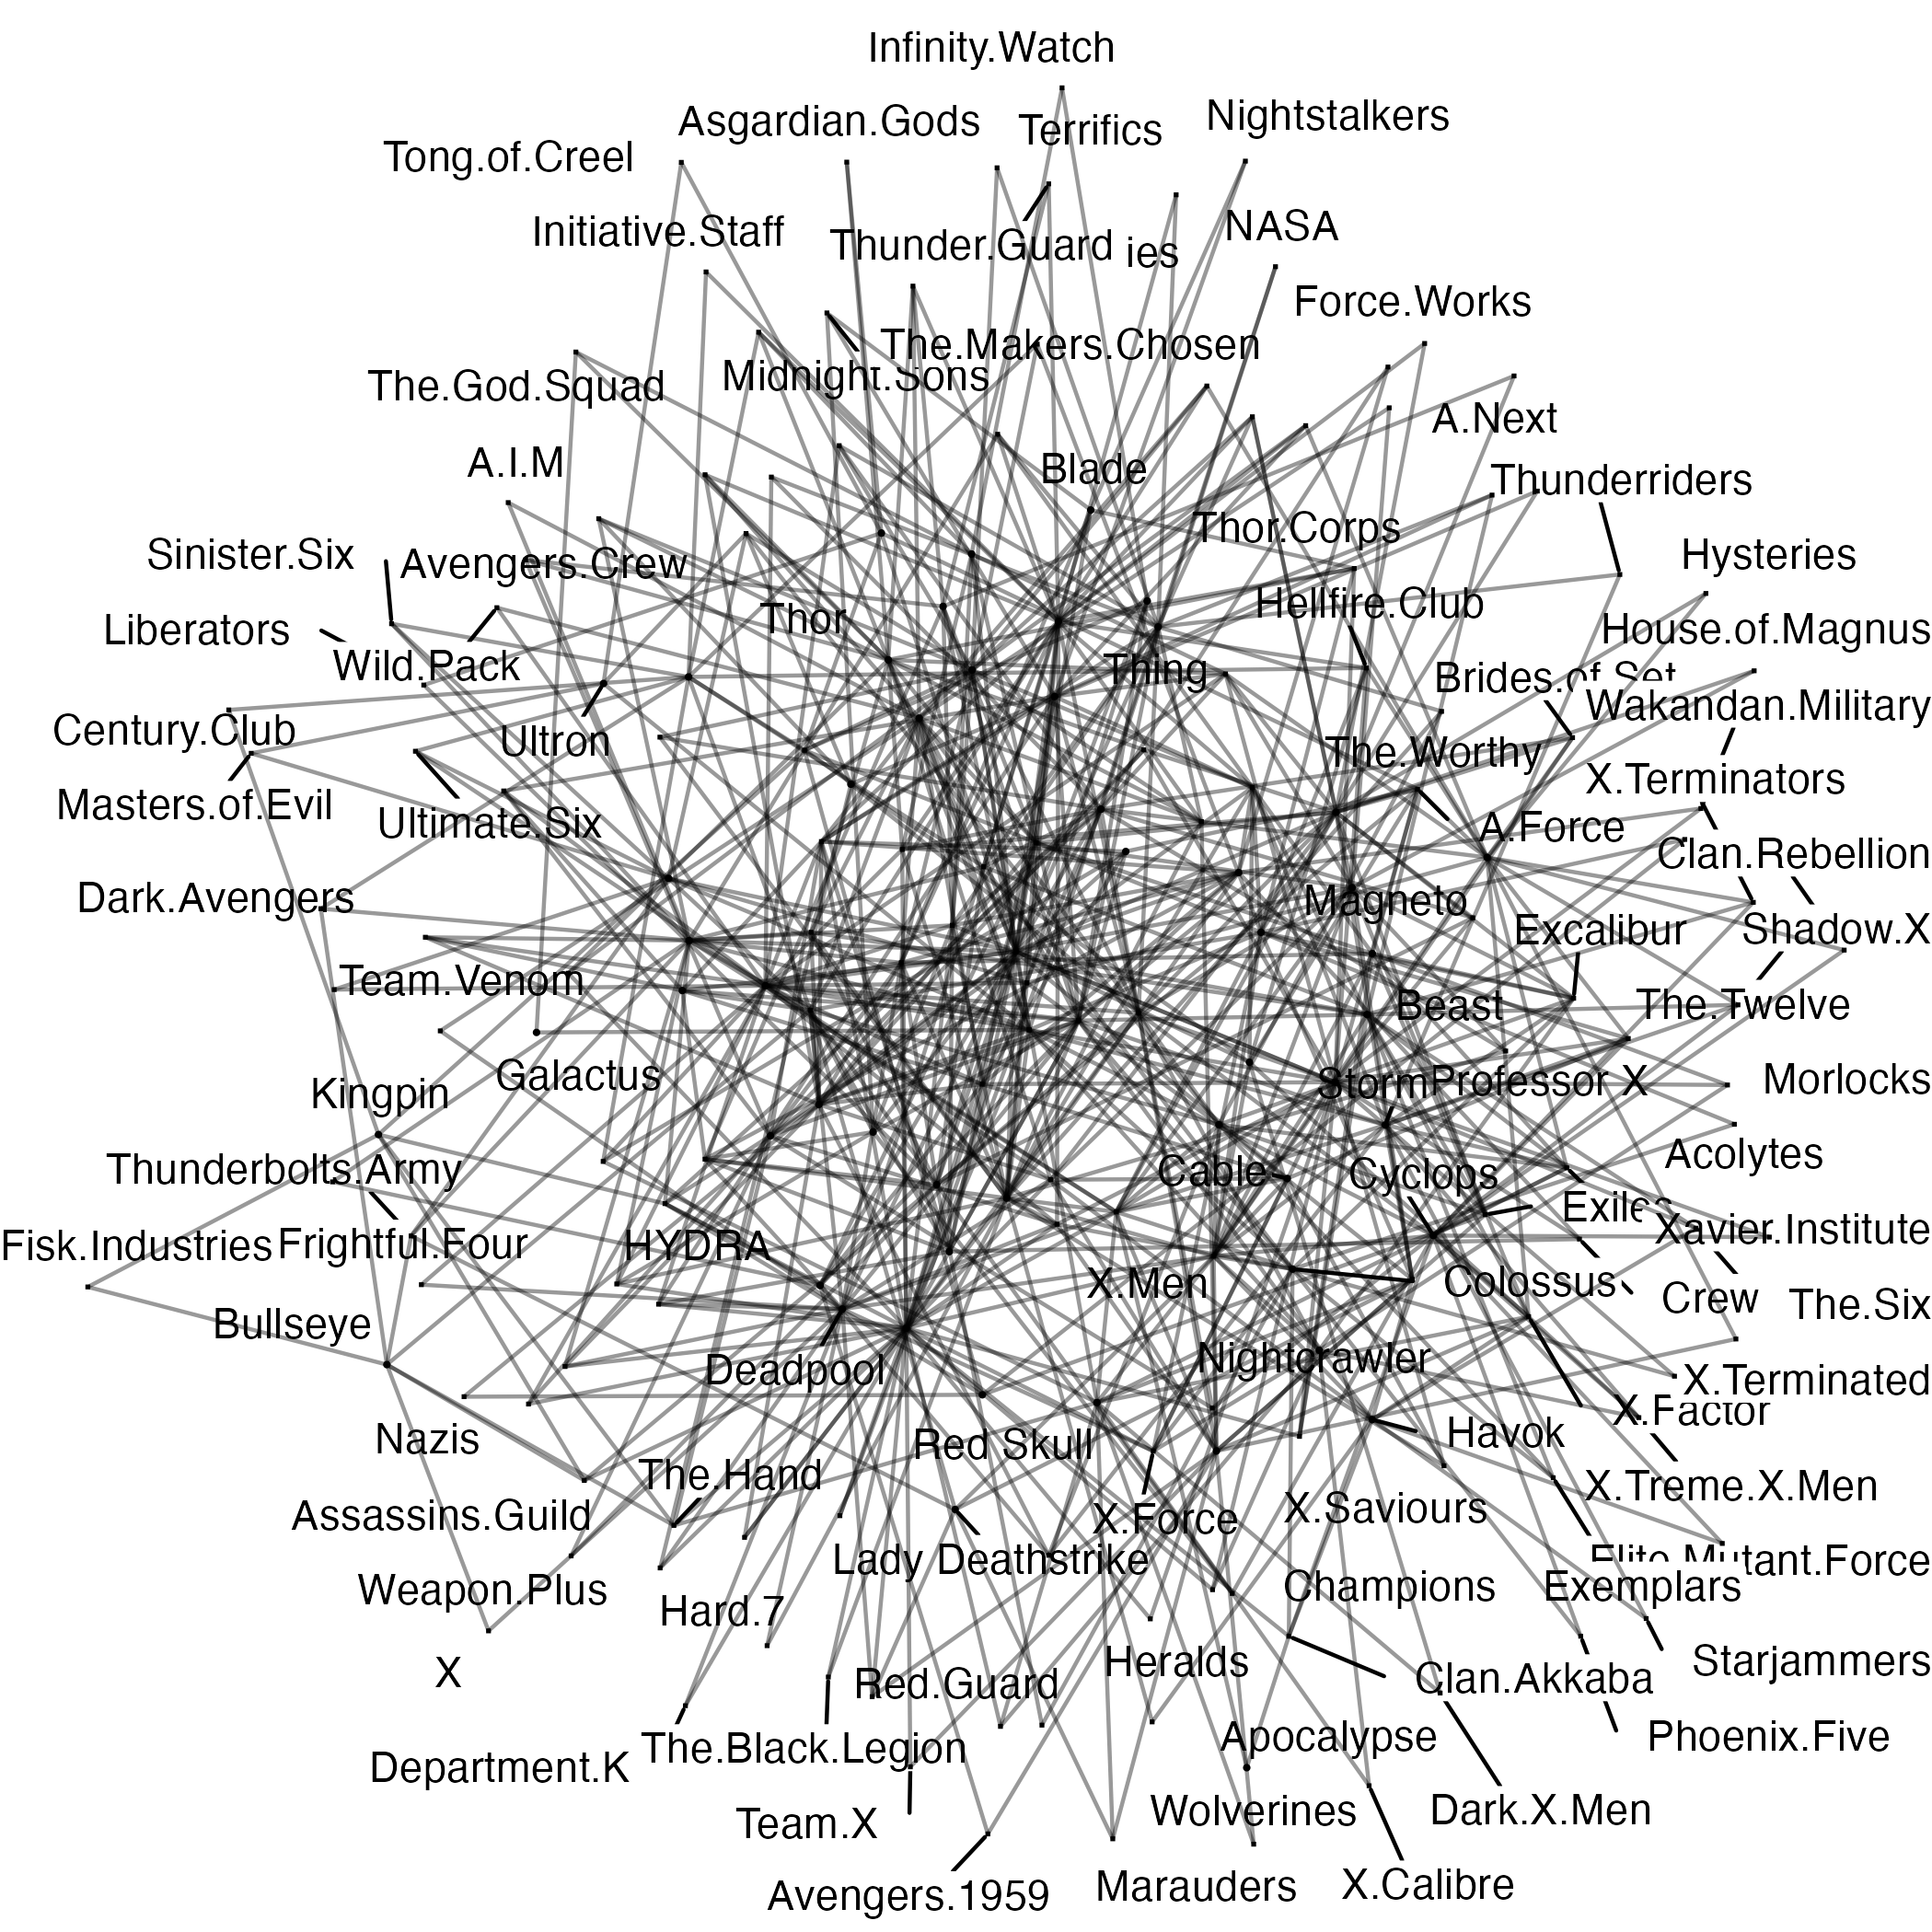 Infinity.Watch
Asgardian.Gods
Terrifics
Nightstalkers
Tong.of.Creel
Initiative.Staff
Thunder.Guard
ies
NASA
Force.Works
The.Makers.Chosen
Midnight.Sons
The.God.Squad
A.Next
A.I.M
Blade
Thunderriders
Thor.Corps
Sinister.Six
Avengers.Crew
Hysteries
Hellfire.Club
Thor
Liberators
House.of.Magnus
Wild.Pack
Thing
Brides.of.Set
Wakandan.Military
Century.Club
Ultron
The.Worthy
X.Terminators
Masters.of.Evil
Ultimate.Six
A.Force
Clan.Rebellion
Dark.Avengers
Magneto
Excalibur
Shadow.X
Team.Venom
Beast
The.Twelve
Galactus
Storm
Professor X
Morlocks
Kingpin
Acolytes
Thunderbolts.Army
Cable
Cyclops
Exiles
Xavier.Institute
Fisk.Industries
Frightful.Four
HYDRA
X.Men
Colossus
Crew
The.Six
Bullseye
Deadpool
Nightcrawler
X.Terminated
X.Factor
Nazis
Red Skull
Havok
The.Hand
X.Treme.X.Men
Assassins.Guild
X.Force
X.Saviours
Lady Deathstrike
Elite.Mutant.Force
Weapon.Plus
Champions
Exemplars
Hard.7
X
Red.Guard
Heralds
Clan.Akkaba
Starjammers
Department.K
The.Black.Legion
Apocalypse
Phoenix.Five
Team.X
Wolverines
Dark.X.Men
Avengers.1959
Marauders
X.Calibre